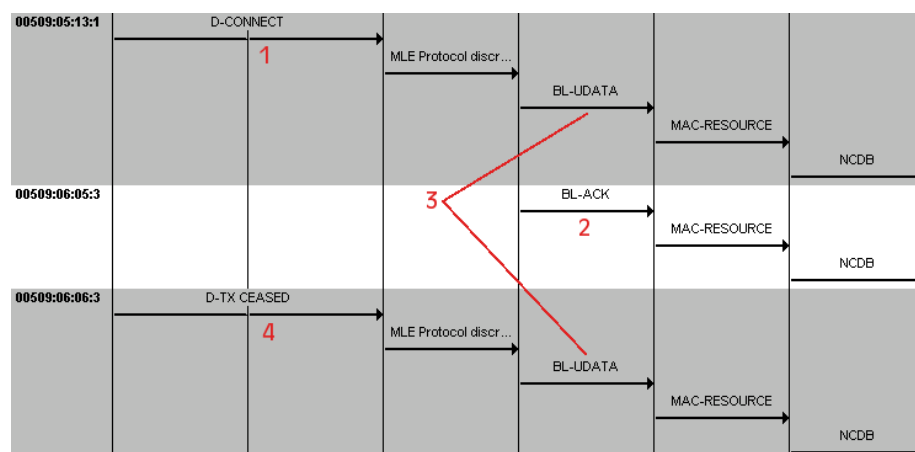 00509:05:13:1
D-CONNECT
1
MLE Protocol discr...
BL-UDATA
MAC-RESOURCE
NCDB
00509:06:05:3
3
BL-ACK
2
MAC-RESOURCE
NCDB
00509:06:06:3
D-TX CEASED
4
MLE Protocol discr...
BL-UDATA
MAC-RESOURCE
NCDB